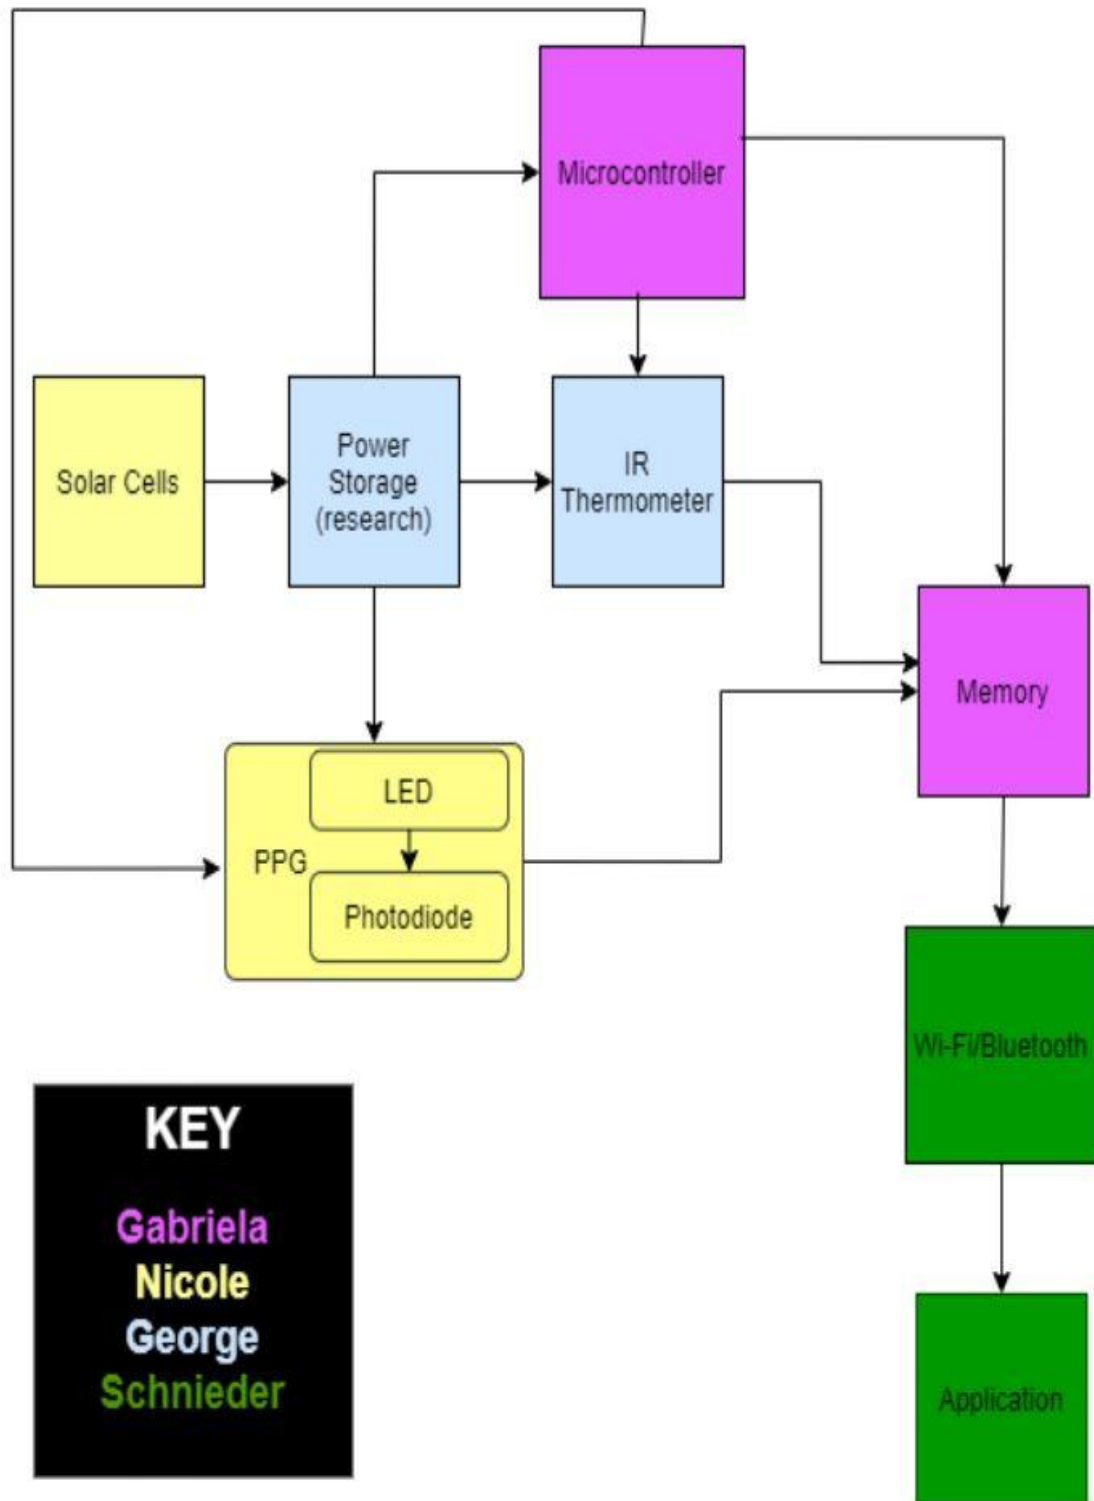 Microcontroller
Solar Cells
Power
Storage
(research)
IR
Thermometer
Memory
LED
PPG
Photodiode
Wi-Fi/Bluetooth
KEY
Gabriela
Nicole
George
Schnieder
Application